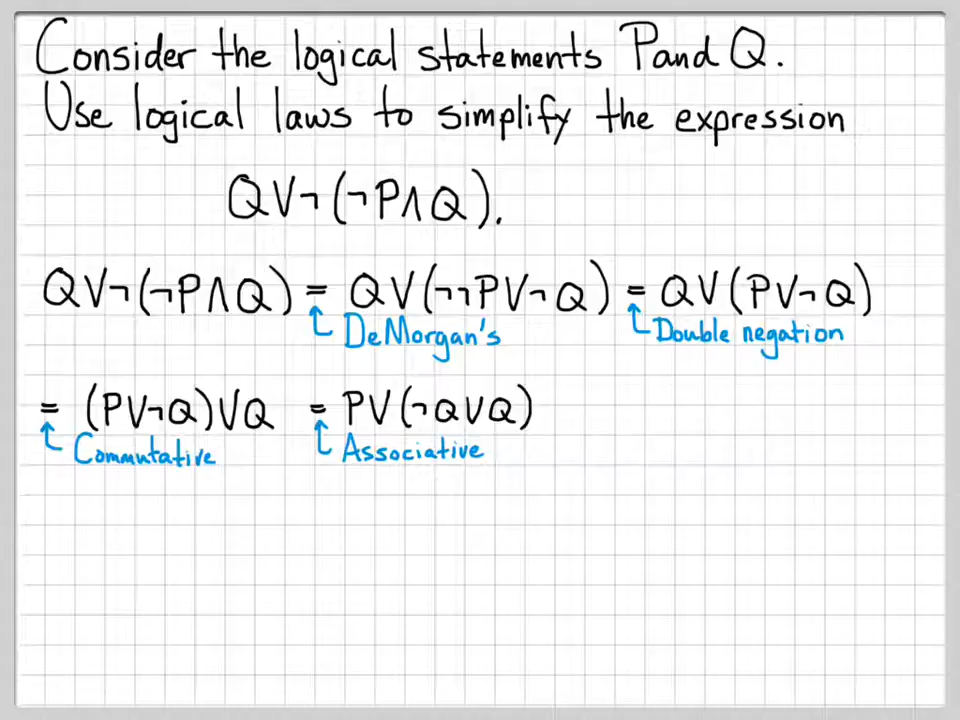 Consider the logical statements P and Q.
Use logical laws to simplify the expression
Q∨¬(¬P∧Q).
Q∨¬(¬P∧Q) = Q∨(¬¬P∨¬Q) = Q∨(P∨¬Q)
DeMorgan's Double negation
= (P∨¬Q)∨Q = P∨(¬Q∨Q)
Commutative Associative